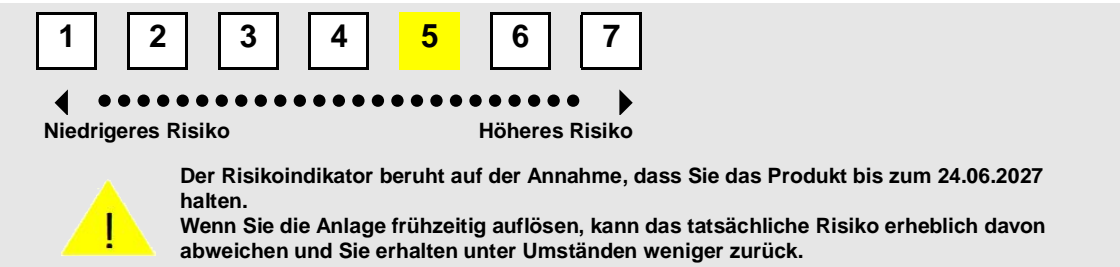 1 2 3 4 5 6 7
Niedrigeres Risiko Höheres Risiko
Der Risikoindikator beruht auf der Annahme, dass Sie das Produkt bis zum 24.06.2027
halten.
Wenn Sie die Anlage frühzeitig auflösen, kann das tatsächliche Risiko erheblich davon
abweichen und Sie erhalten unter Umständen weniger zurück.
!